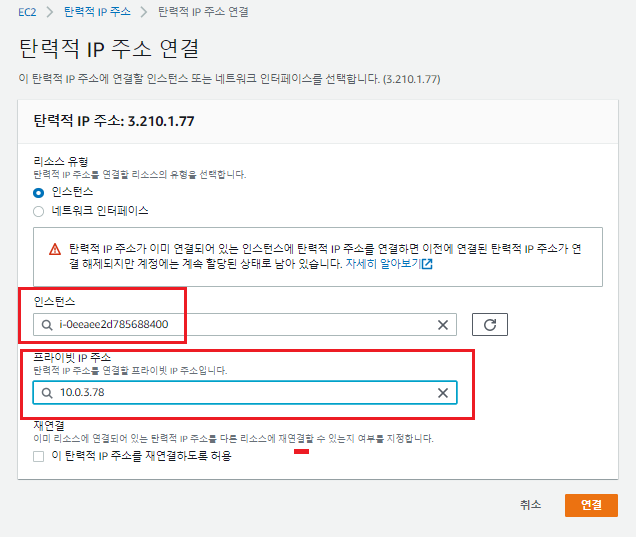 EC2 > 탄력적 IP 주소 > 탄력적 IP 주소 연결
탄력적 IP 주소 연결
이 탄력적 IP 주소에 연결할 인스턴스 또는 네트워크 인터페이스를 선택합니다. (3.210.1.77)
탄력적 IP 주소: 3.210.1.77
리소스 유형
탄력적 IP 주소를 연결할 리소스의 유형을 선택합니다.
인스턴스
네트워크 인터페이스
탄력적 IP 주소가 이미 연결되어 있는 인스턴스에 탄력적 IP 주소를 연결하면 이전에 연결된 탄력적 IP 주소가 연
결 해제되지만 계정에는 계속 할당된 상태로 남아 있습니다. 자세히 알아보기
인스턴스
i-0eeaee2d785688400
프라이빗 IP 주소
탄력적 IP 주소를 연결할 프라이빗 IP 주소입니다.
10.0.3.78
재연결
이미 리소스에 연결되어 있는 탄력적 IP 주소를 다른 리소스에 재연결할 수 있는지 여부를 지정합니다.
이 탄력적 IP 주소를 재연결하도록 허용
취소
연결